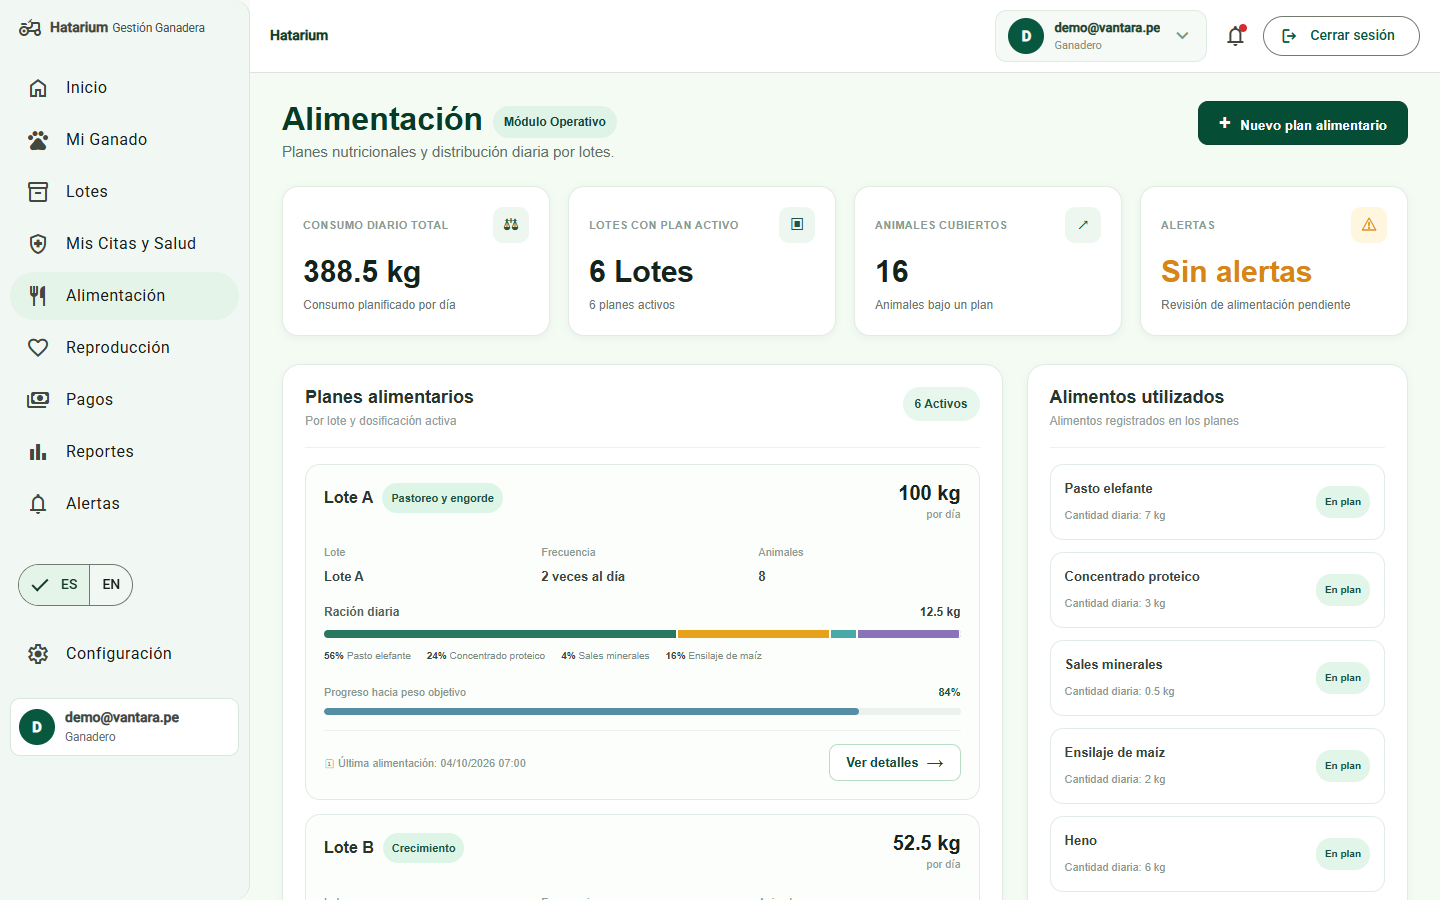 Hatarium Gestión Ganadera
Inicio
Mi Ganado
Lotes
Mis Citas y Salud
Alimentación
Reproducción
Pagos
Reportes
Alertas
ES EN
Configuración
D
demo@vantara.pe
Ganadero
Hatarium
D
demo@vantara.pe
Ganadero
Cerrar sesión
Alimentación Módulo Operativo
Planes nutricionales y distribución diaria por lotes.
+ Nuevo plan alimentario
CONSUMO DIARIO TOTAL
388.5 kg
Consumo planificado por día
LOTES CON PLAN ACTIVO
6 Lotes
6 planes activos
ANIMALES CUBIERTOS
16
Animales bajo un plan
ALERTAS
Sin alertas
Revisión de alimentación pendiente
Planes alimentarios
Por lote y dosificación activa
6 Activos
Lote A Pastoreo y engorde
100 kg
por día
Lote Frecuencia Animales
Lote A 2 veces al día 8
Ración diaria 12.5 kg
56% Pasto elefante 24% Concentrado proteico 4% Sales minerales 16% Ensilaje de maíz
Progreso hacia peso objetivo 84%
Última alimentación: 04/10/2026 07:00
Ver detalles →
Lote B Crecimiento
52.5 kg
por día
Alimentos utilizados
Alimentos registrados en los planes
Pasto elefante
Cantidad diaria: 7 kg
En plan
Concentrado proteico
Cantidad diaria: 3 kg
En plan
Sales minerales
Cantidad diaria: 0.5 kg
En plan
Ensilaje de maíz
Cantidad diaria: 2 kg
En plan
Heno
Cantidad diaria: 6 kg
En plan